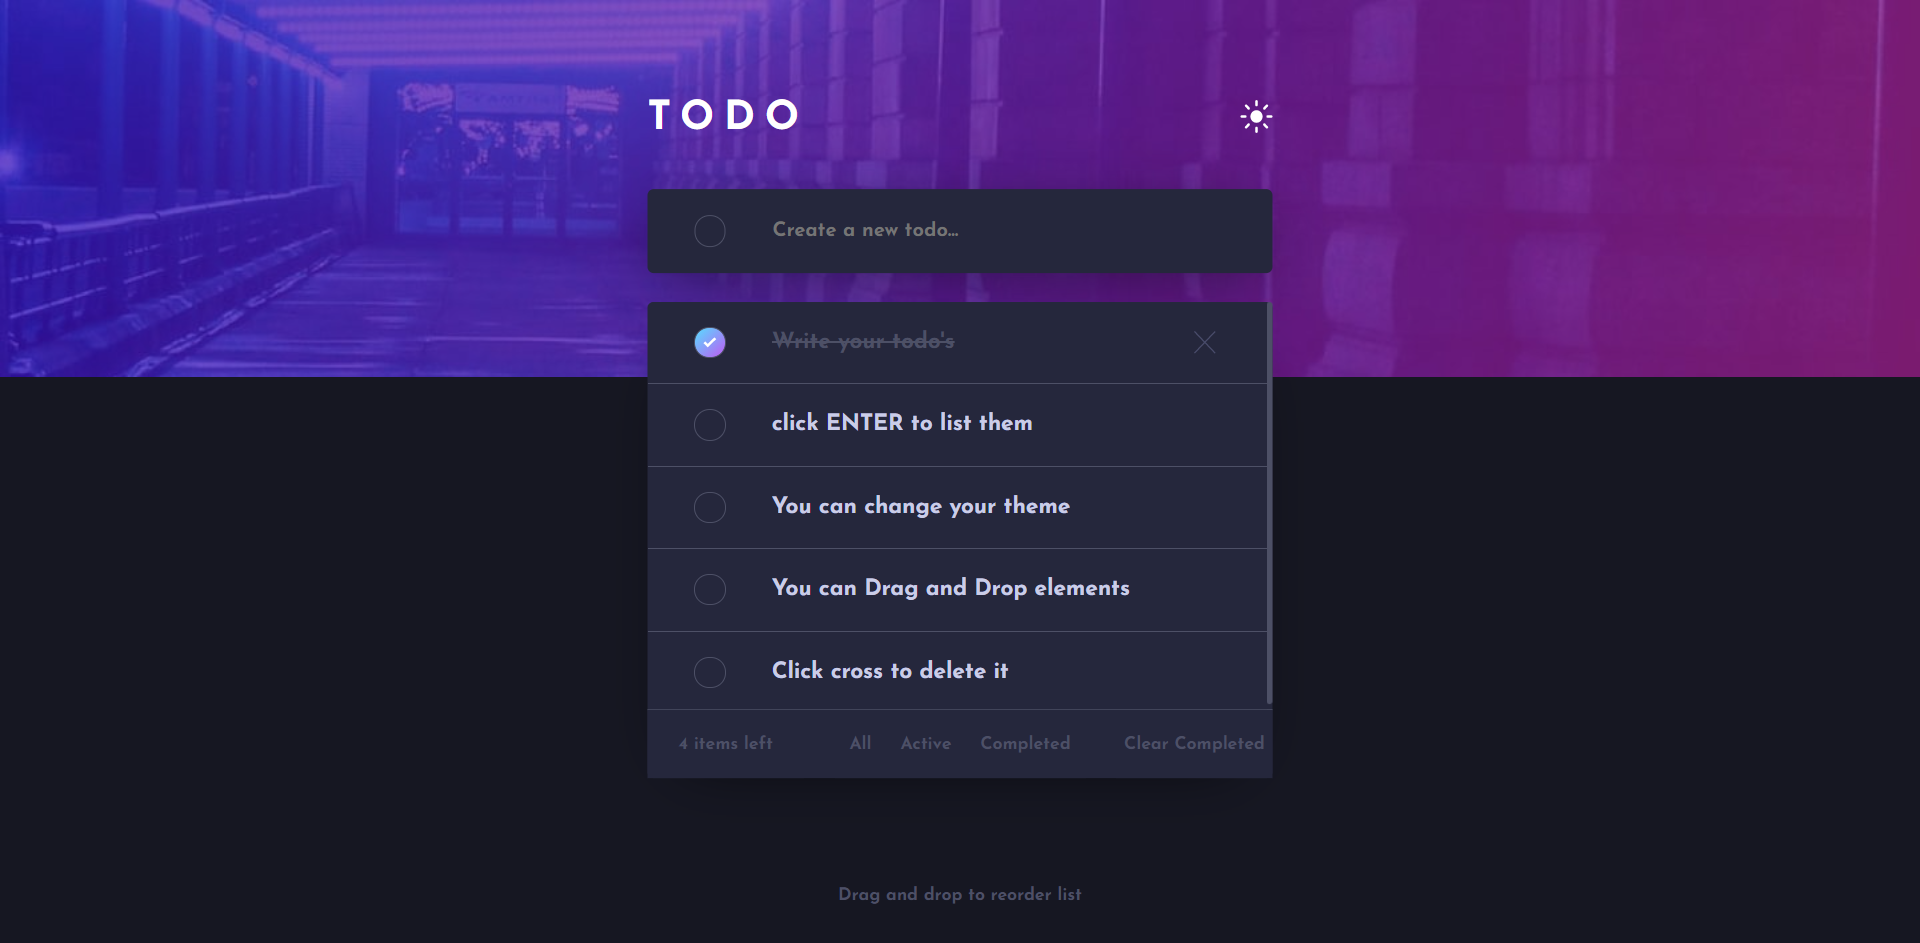 TODO
Create a new todo...
Write your todo's
click ENTER to list them
You can change your theme
You can Drag and Drop elements
Click cross to delete it
4 items left All Active Completed Clear Completed
Drag and drop to reorder list